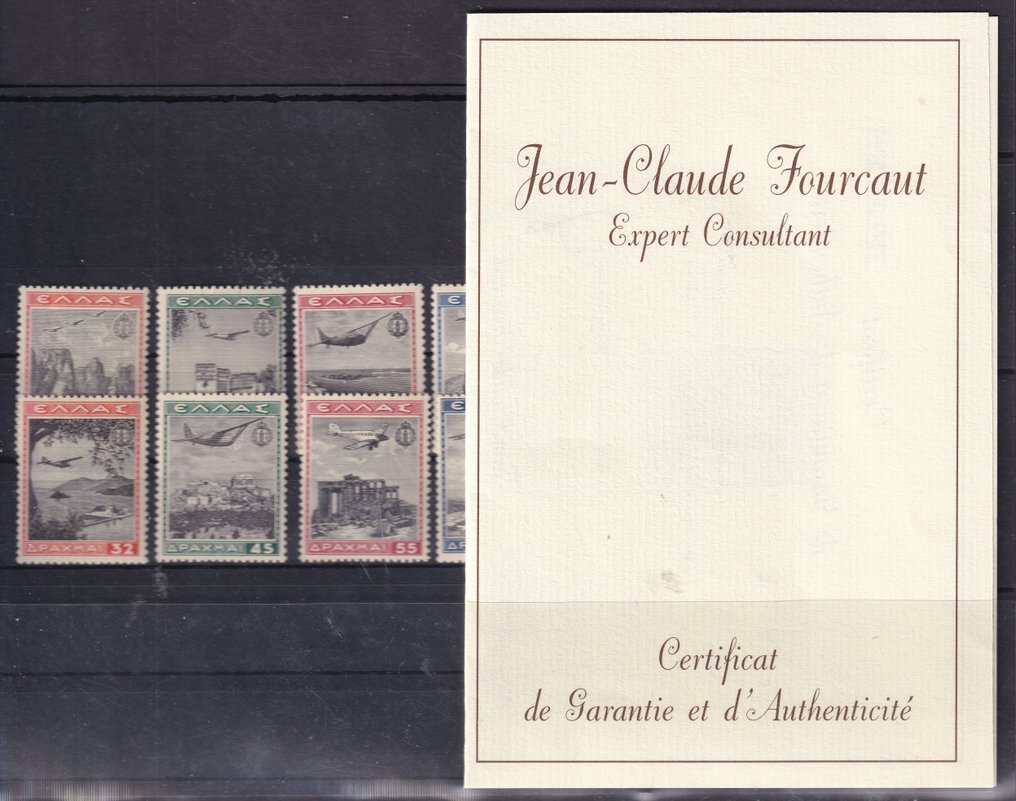 ΕΛΛΑΣ
ΕΛΛΑΣ
ΕΛΛΑΣ
Ε
ΕΛΛΑΣ
ΔΡΑΧΜΑΙ 32
ΕΛΛΑΣ
ΔΡΑΧΜΑΙ 45
ΕΛΛΑΣ
ΔΡΑΧΜΑΙ 55
Ε
Δ
Jean-Claude Fourcaut
Expert Consultant
Certificat
de Garantie et d'Authenticité